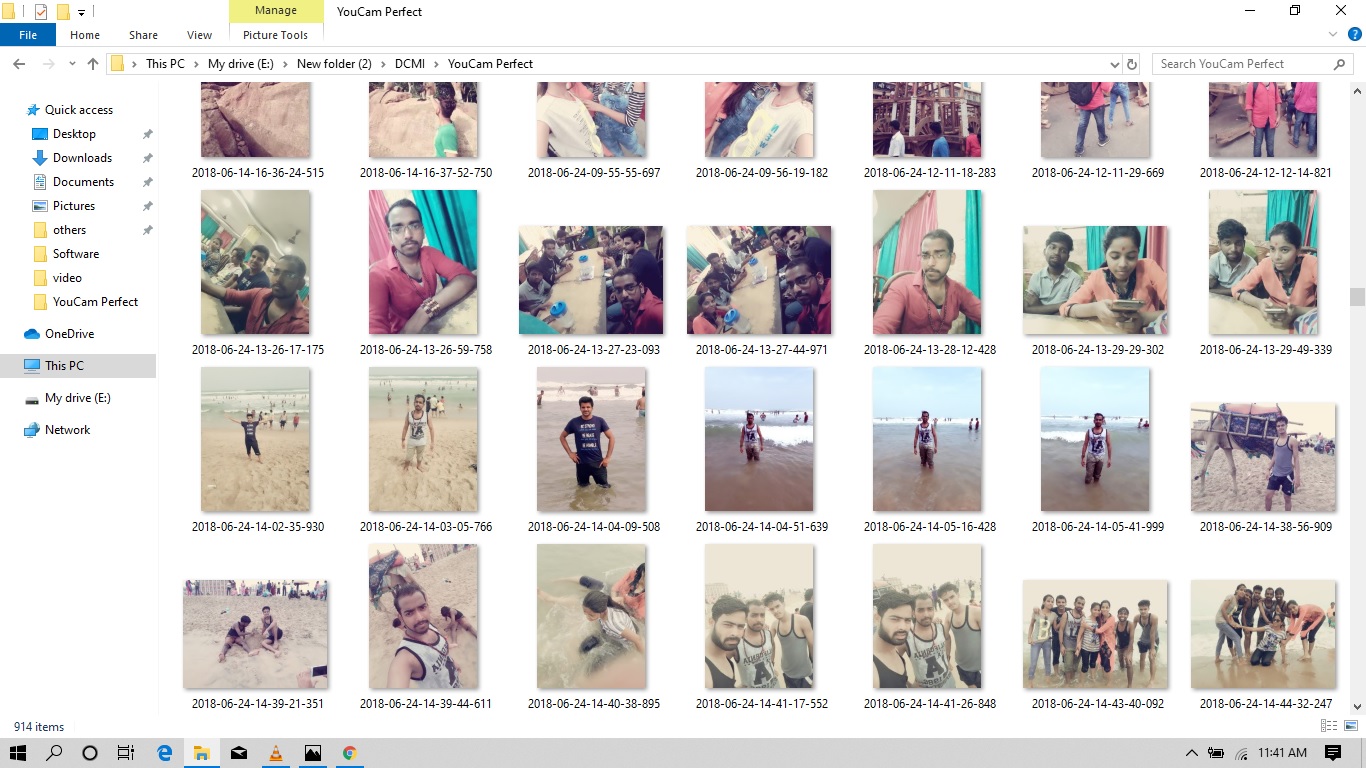 Manage
YouCam Perfect
File
Home
Share
View
Picture Tools
This PC
My drive (E:)
New folder (2)
DCMI
YouCam Perfect
Search YouCam Perfect
Quick access
Desktop
Downloads
Documents
Pictures
others
Software
video
YouCam Perfect
OneDrive
This PC
My drive (E:)
Network
2018-06-14-16-36-24-515
2018-06-14-16-37-52-750
2018-06-24-09-55-55-697
2018-06-24-09-56-19-182
2018-06-24-12-11-18-283
2018-06-24-12-11-29-669
2018-06-24-12-12-14-821
2018-06-24-13-26-17-175
2018-06-24-13-26-59-758
2018-06-24-13-27-23-093
2018-06-24-13-27-44-971
2018-06-24-13-28-12-428
2018-06-24-13-29-29-302
2018-06-24-13-29-49-339
2018-06-24-14-02-35-930
2018-06-24-14-03-05-766
2018-06-24-14-04-09-508
2018-06-24-14-04-51-639
2018-06-24-14-05-16-428
2018-06-24-14-05-41-999
2018-06-24-14-38-56-909
2018-06-24-14-39-21-351
2018-06-24-14-39-44-611
2018-06-24-14-40-38-895
2018-06-24-14-41-17-552
2018-06-24-14-41-26-848
2018-06-24-14-43-40-092
2018-06-24-14-44-32-247
914 items
11:41 AM